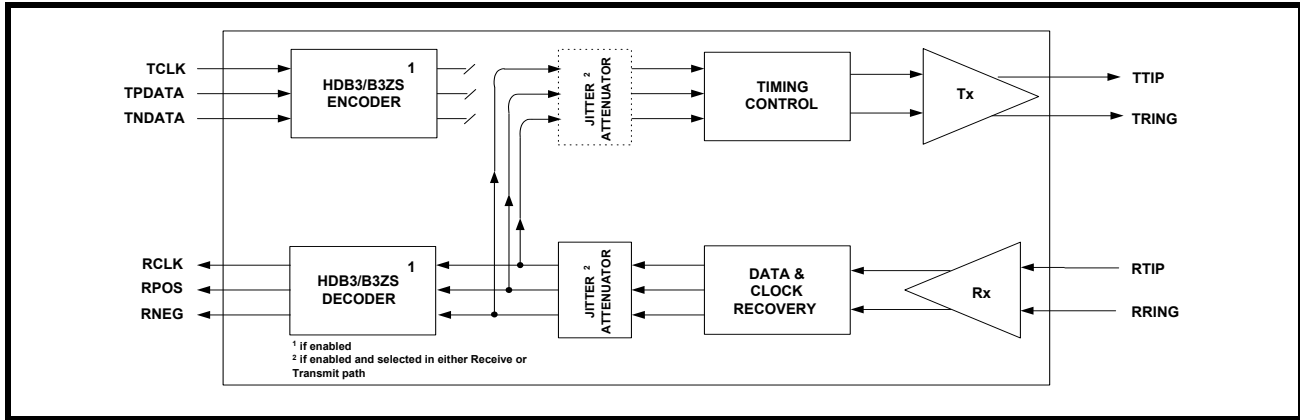 TCLK
TPDATA
TNDATA
HDB3/B3ZS 1
ENCODER
JITTER 2
ATTENUATOR
TIMING
CONTROL
Tx
TTIP
TRING
RCLK
RPOS
RNEG
HDB3/B3ZS 1
DECODER
JITTER 2
ATTENUATOR
DATA &
CLOCK
RECOVERY
Rx
RTIP
RRING
1 if enabled
2 if enabled and selected in either Receive or
Transmit path